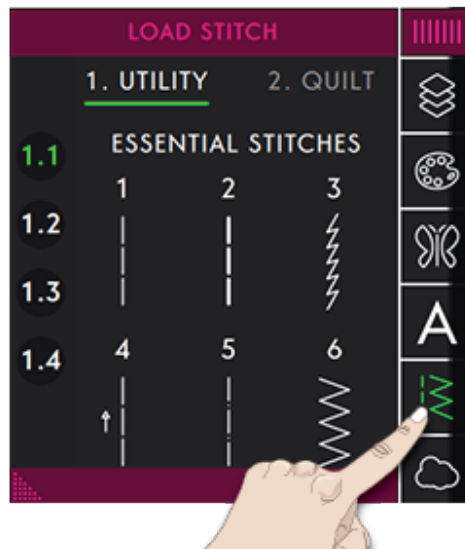 LOAD STITCH
1. UTILITY 2. QUILT
ESSENTIAL STITCHES
1.1
1 2 3
1.2
1.3
1.4
4 5 6
A